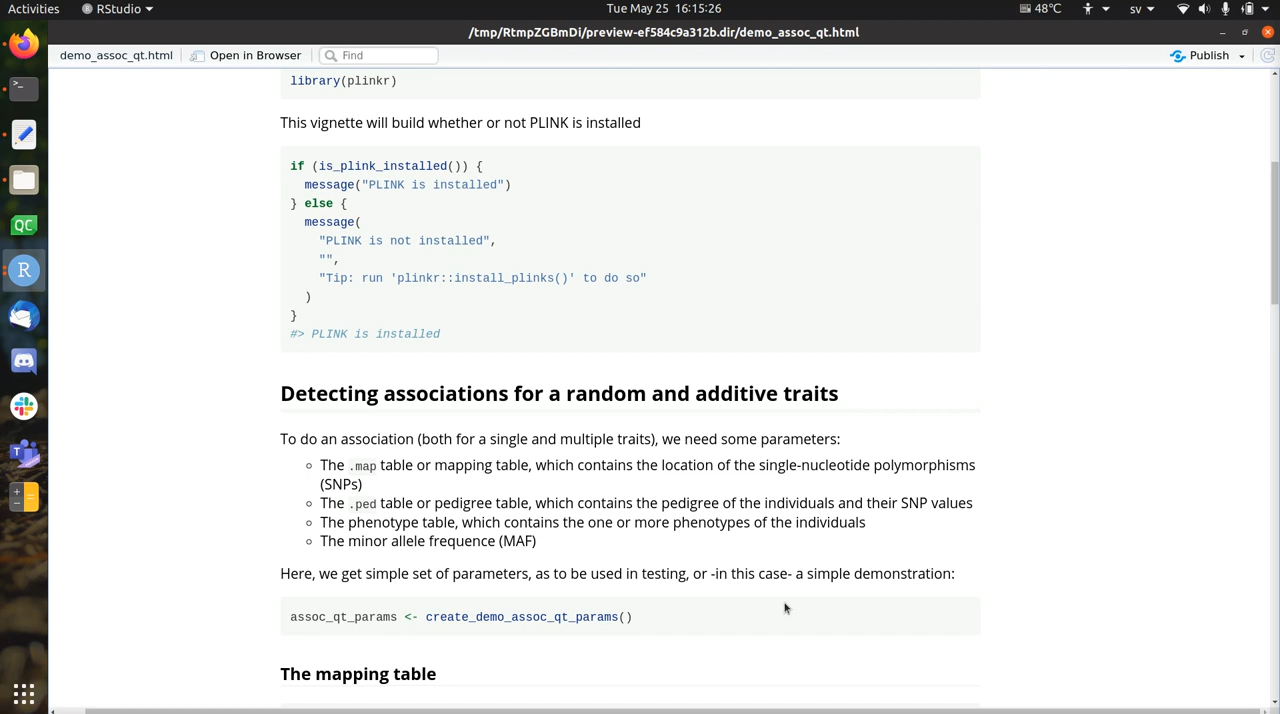 Activities RStudio Tue May 25 16:15:26 48°C sv
/tmp/RtmpZGBmDi/preview-ef584c9a312b.dir/demo_assoc_qt.html
demo_assoc_qt.html Open in Browser Find Publish
library(plinkr)
This vignette will build whether or not PLINK is installed
if (is_plink_installed()) {
  message("PLINK is installed")
} else {
  message(
    "PLINK is not installed",
    "",
    "Tip: run 'plinkr::install_plinks()' to do so"
  )
}
#> PLINK is installed
Detecting associations for a random and additive traits
To do an association (both for a single and multiple traits), we need some parameters:
The .map table or mapping table, which contains the location of the single-nucleotide polymorphisms
(SNPs)
The .ped table or pedigree table, which contains the pedigree of the individuals and their SNP values
The phenotype table, which contains the one or more phenotypes of the individuals
The minor allele frequence (MAF)
Here, we get simple set of parameters, as to be used in testing, or -in this case- a simple demonstration:
assoc_qt_params <- create_demo_assoc_qt_params()
The mapping table
QC
R